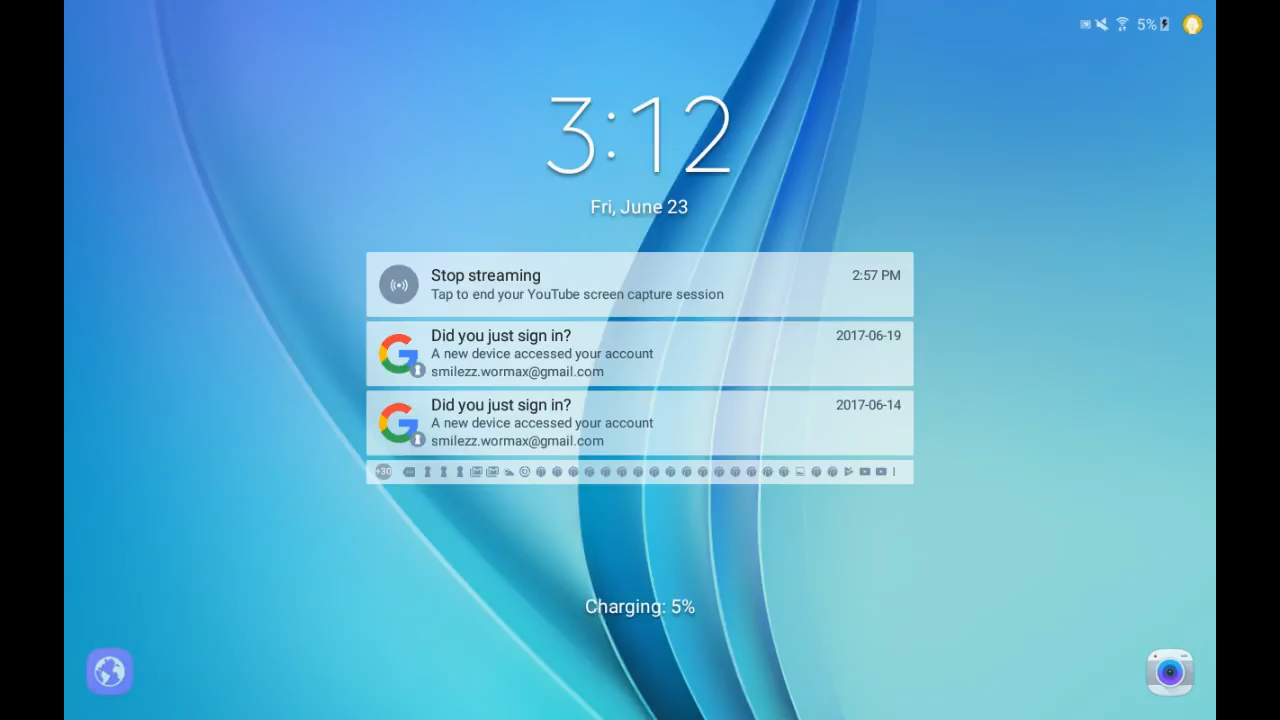 5%
3:12
Fri, June 23
Stop streaming 2:57 PM
Tap to end your YouTube screen capture session
Did you just sign in? 2017-06-19
A new device accessed your account
smilezz.wormax@gmail.com
Did you just sign in? 2017-06-14
A new device accessed your account
smilezz.wormax@gmail.com
+30
Charging: 5%